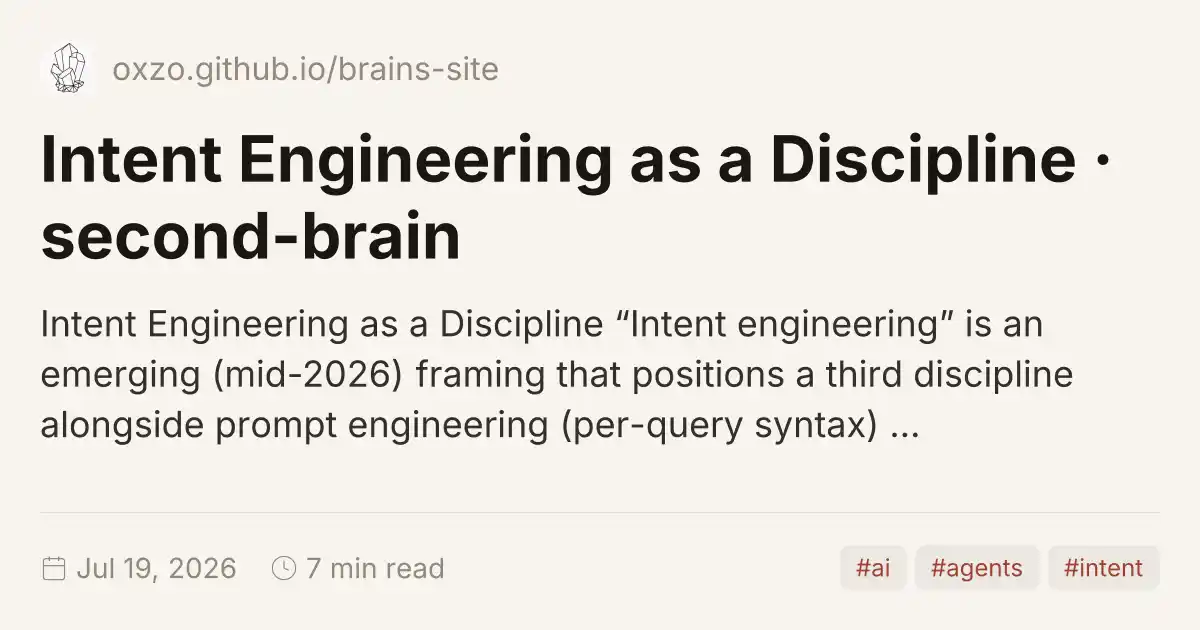 oxzo.github.io/brains-site
Intent Engineering as a Discipline ·
second-brain
Intent Engineering as a Discipline “Intent engineering” is an
emerging (mid-2026) framing that positions a third discipline
alongside prompt engineering (per-query syntax) ...
Jul 19, 2026 7 min read #ai #agents #intent